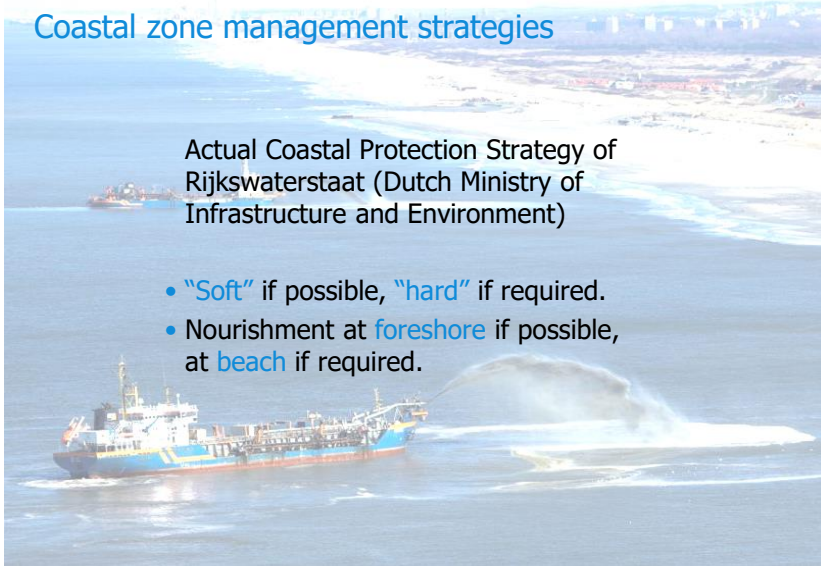 Coastal zone management strategies
Actual Coastal Protection Strategy of
Rijkswaterstaat (Dutch Ministry of
Infrastructure and Environment)
• “Soft” if possible, “hard” if required.
• Nourishment at foreshore if possible,
at beach if required.